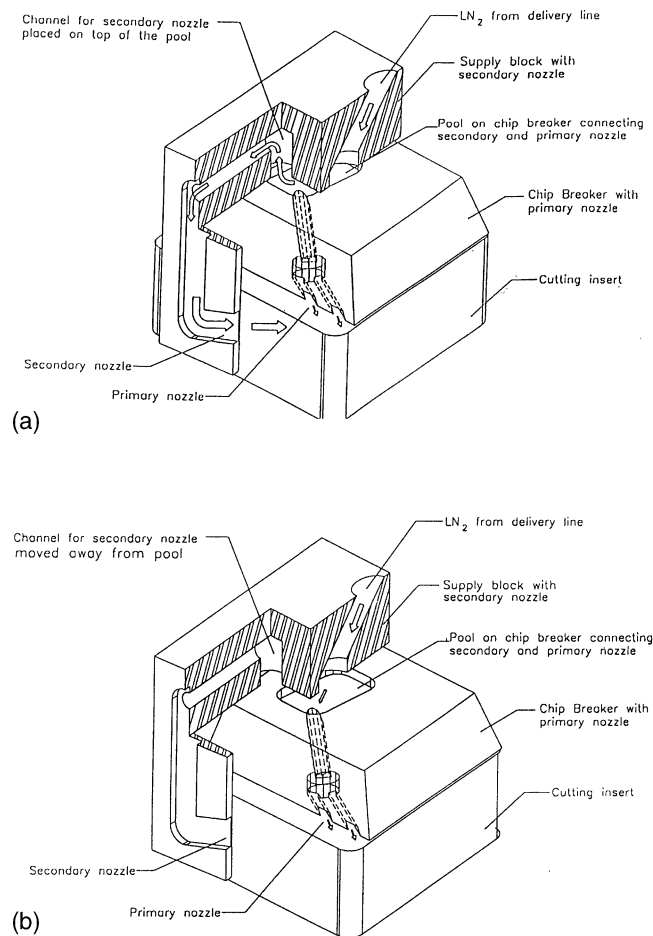 Channel for secondary nozzle
placed on top of the pool
LN₂ from delivery line
Supply block with
secondary nozzle
Pool on chip breaker connecting
secondary and primary nozzle
Chip Breaker with
primary nozzle
Cutting insert
Secondary nozzle
Primary nozzle
(a)
LN₂ from delivery line
Channel for secondary nozzle
moved away from pool
Supply block with
secondary nozzle
Pool on chip breaker connecting
secondary and primary nozzle
Chip Breaker with
primary nozzle
Cutting insert
Secondary nozzle
Primary nozzle
(b)